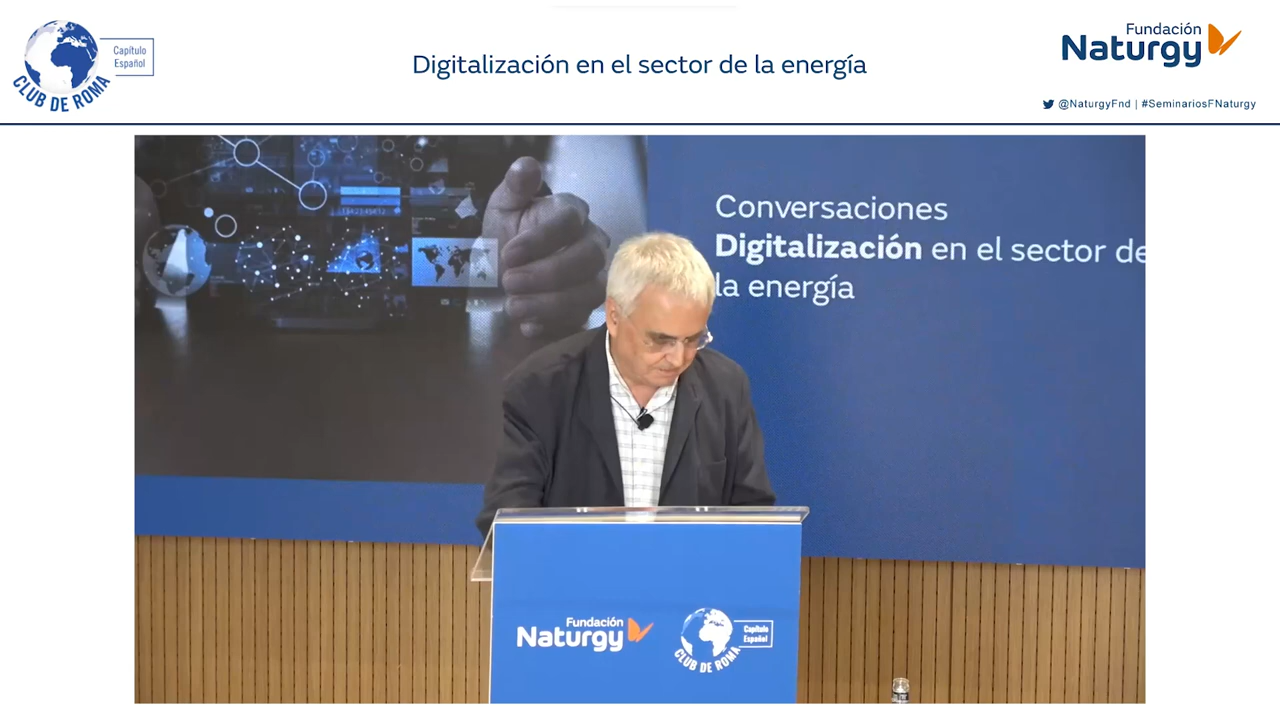 CLUB DE ROMA
Capítulo
Español
Digitalización en el sector de la energía
Fundación
Naturgy
@NaturgyFnd | #SeminariosFNaturgy
Conversaciones
Digitalización en el sector de
la energía
Fundación
Naturgy
CLUB DE ROMA
Capítulo
Español